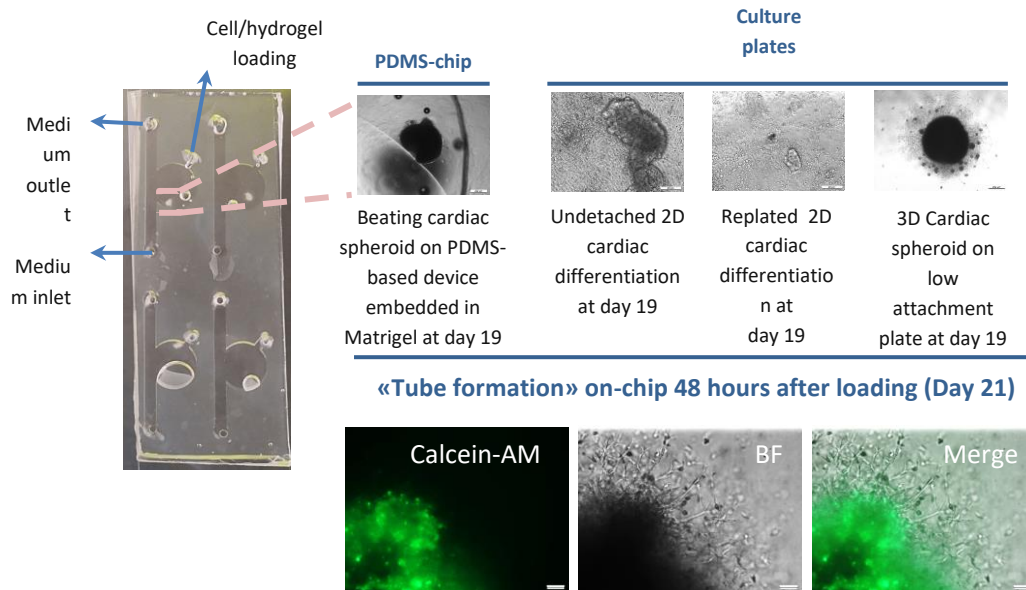 Cell/hydrogel
loading
Culture
plates
PDMS-chip
Medi
um
outle
t
Mediu
m inlet
Beating cardiac
spheroid on PDMS-
based device
embedded in
Matrigel at day 19
Undetached 2D
cardiac
differentiation
at day 19
Replated 2D
cardiac
differentiatio
n at
day 19
3D Cardiac
spheroid on
low
attachment
plate at day 19
«Tube formation» on-chip 48 hours after loading (Day 21)
Calcein-AM
BF
Merge